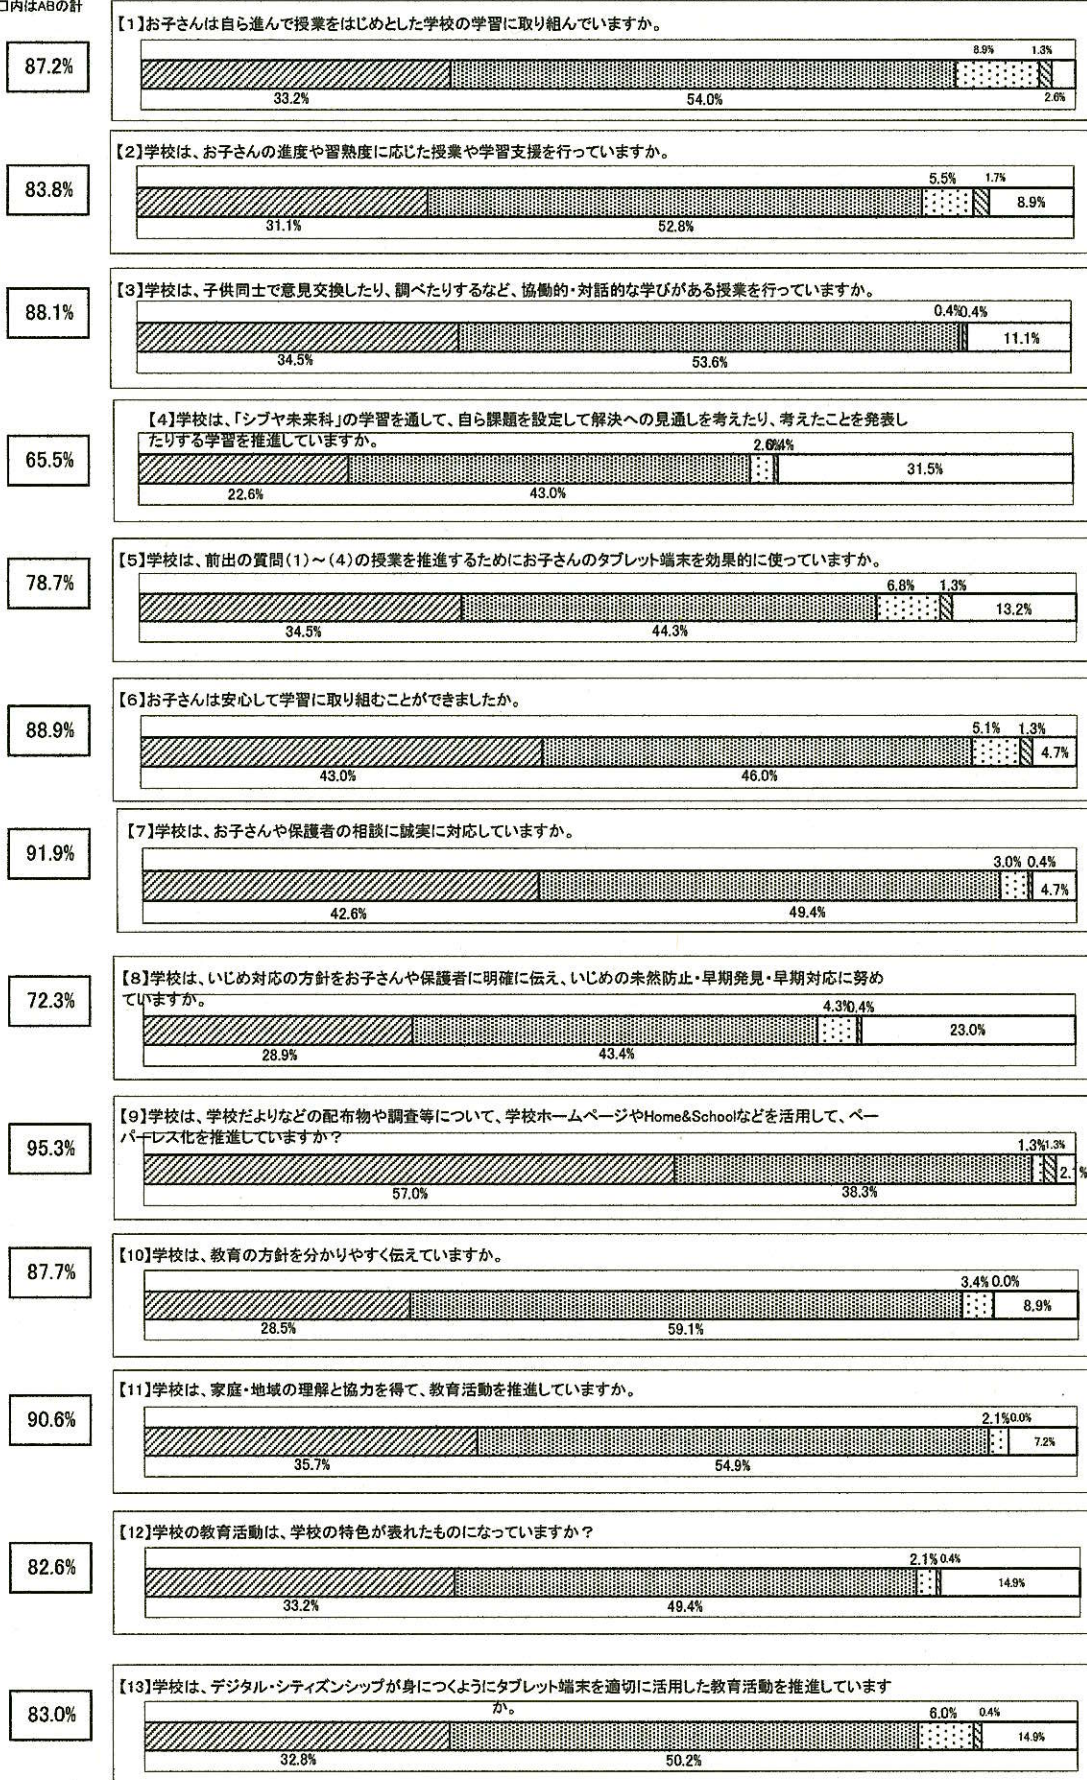 □内はABの計
【1】お子さんは自ら進んで授業をはじめとした学校の学習に取り組んでいますか。
87.2%
8.9% 1.3%
33.2% 54.0% 2.6%
【2】学校は、お子さんの進度や習熟度に応じた授業や学習支援を行っていますか。
83.8%
5.5% 1.7%
8.9%
31.1% 52.8%
【3】学校は、子供同士で意見交換したり、調べたりするなど、協働的・対話的な学びがある授業を行っていますか。
88.1%
0.4%0.4%
11.1%
34.5% 53.6%
【4】学校は、「シブヤ未来科」の学習を通して、自ら課題を設定して解決への見通しを考えたり、考えたことを発表し
たりする学習を推進していますか。
65.5%
2.6%0.4%
31.5%
22.6% 43.0%
【5】学校は、前出の質問(1)～(4)の授業を推進するためにお子さんのタブレット端末を効果的に使っていますか。
78.7%
6.8% 1.3%
13.2%
34.5% 44.3%
【6】お子さんは安心して学習に取り組むことができましたか。
88.9%
5.1% 1.3%
4.7%
43.0% 46.0%
【7】学校は、お子さんや保護者の相談に誠実に対応していますか。
91.9%
3.0% 0.4%
4.7%
42.6% 49.4%
【8】学校は、いじめ対応の方針をお子さんや保護者に明確に伝え、いじめの未然防止・早期発見・早期対応に努め
ていますか。
72.3%
4.3%0.4%
23.0%
28.9% 43.4%
【9】学校は、学校だよりなどの配布物や調査等について、学校ホームページやHome&Schoolなどを活用して、ペー
パーレス化を推進していますか？
95.3%
1.3%1.3%
2.1%
57.0% 38.3%
【10】学校は、教育の方針を分かりやすく伝えていますか。
87.7%
3.4% 0.0%
8.9%
28.5% 59.1%
【11】学校は、家庭・地域の理解と協力を得て、教育活動を推進していますか。
90.6%
2.1%0.0%
7.2%
35.7% 54.9%
【12】学校の教育活動は、学校の特色が表れたものになっていますか？
82.6%
2.1% 0.4%
14.9%
33.2% 49.4%
【13】学校は、デジタル・シティズンシップが身につくようにタブレット端末を適切に活用した教育活動を推進しています
か。
83.0%
6.0% 0.4%
14.9%
32.8% 50.2%